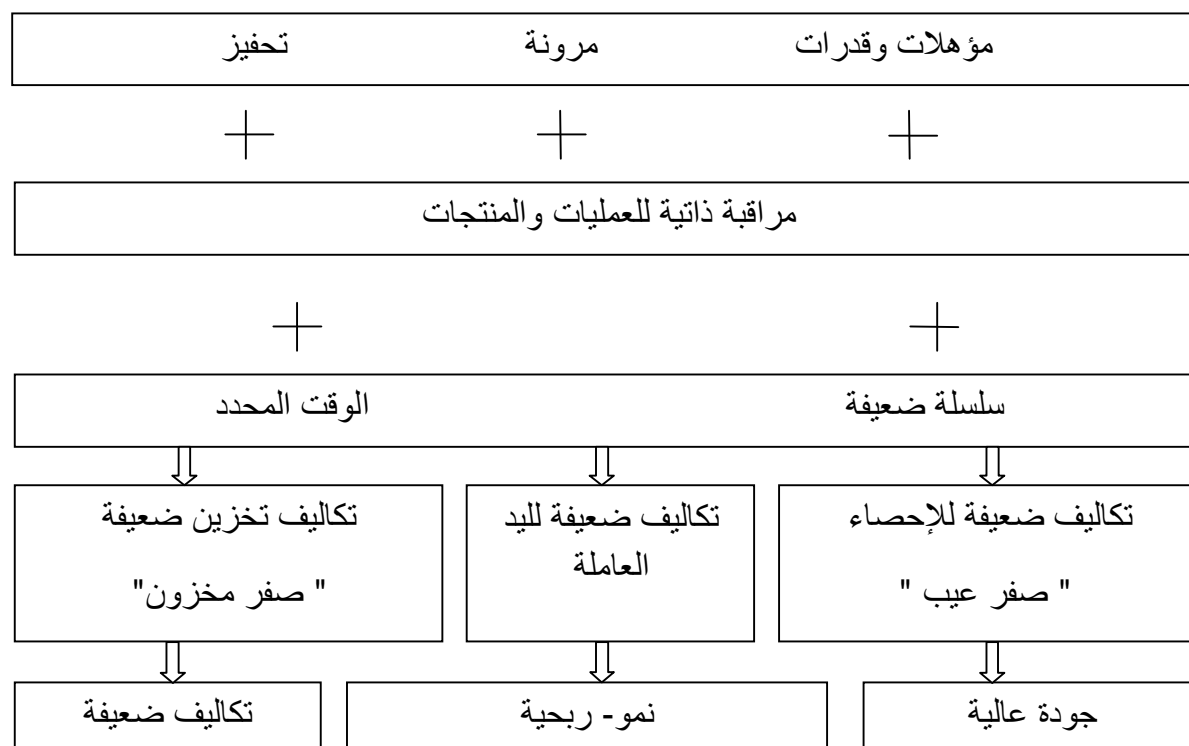 مؤهلات وقدرات مرونة تحفيز
مراقبة ذاتية للعمليات والمنتجات
سلسلة ضعيفة الوقت المحدد
تكاليف ضعيفة للإحصاء
" صفر عيب "
تكاليف ضعيفة لليد
العاملة
تكاليف تخزين ضعيفة
" صفر مخزون"
جودة عالية
نمو- ربحية
تكاليف ضعيفة